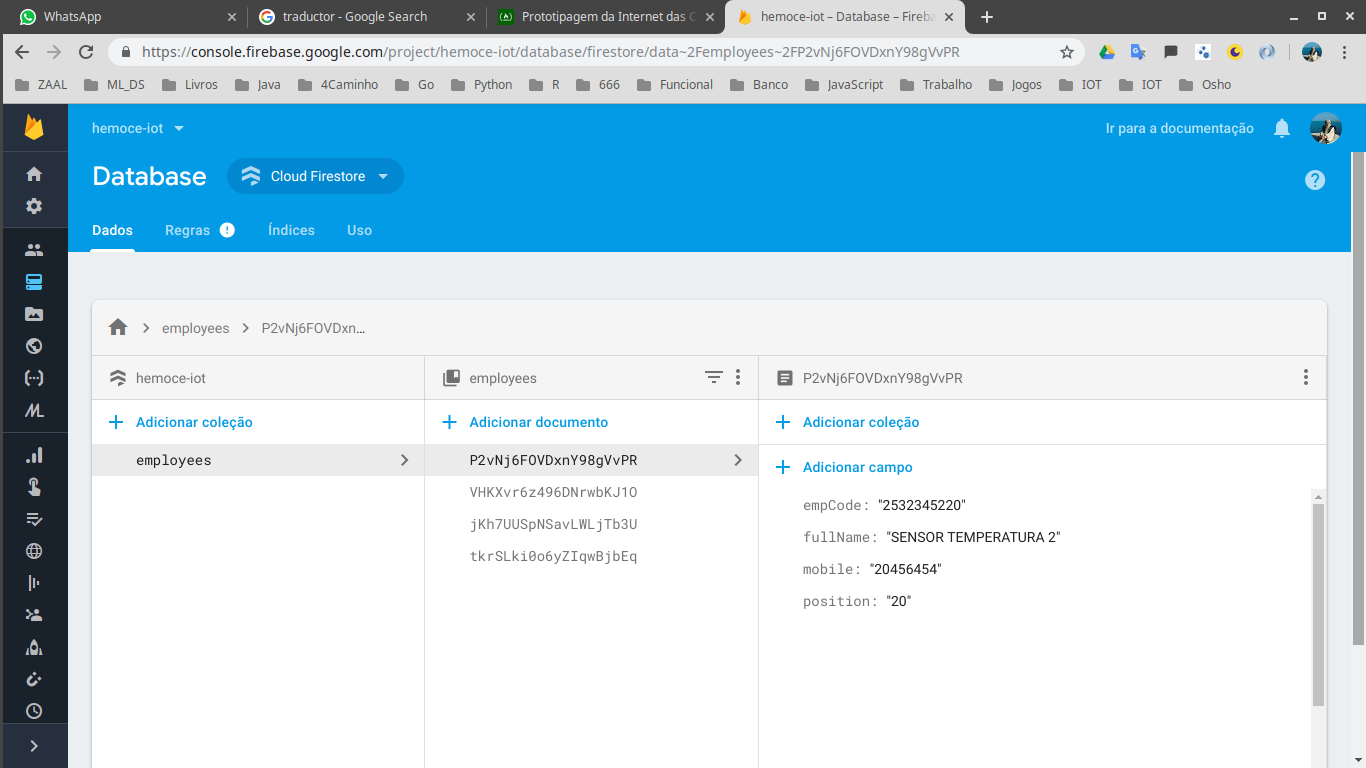 WhatsApp
traductor - Google Search
Prototipagem da Internet das C
hemoce-iot – Database – Fireba
https://console.firebase.google.com/project/hemoce-iot/database/firestore/data~2Femployees~2FP2vNj6FOVDxnY98gVvPR
ZAAL ML_DS Livros Java 4Caminho Go Python R 666 Funcional Banco JavaScript Trabalho Jogos IOT IOT Osho
hemoce-iot
Ir para a documentação
Database
Cloud Firestore
Dados Regras Índices Uso
employees
P2vNj6FOVDxn...
hemoce-iot
employees
P2vNj6FOVDxnY98gVvPR
Adicionar coleção
Adicionar documento
Adicionar coleção
employees
P2vNj6FOVDxnY98gVvPR
VHKXvr6z496DNrwbKJ1O
jKh7UUSpNSavLWLjTb3U
tkrSLki0o6yZIqwBjbEq
Adicionar campo
empCode: "2532345220"
fullName: "SENSOR TEMPERATURA 2"
mobile: "20456454"
position: "20"